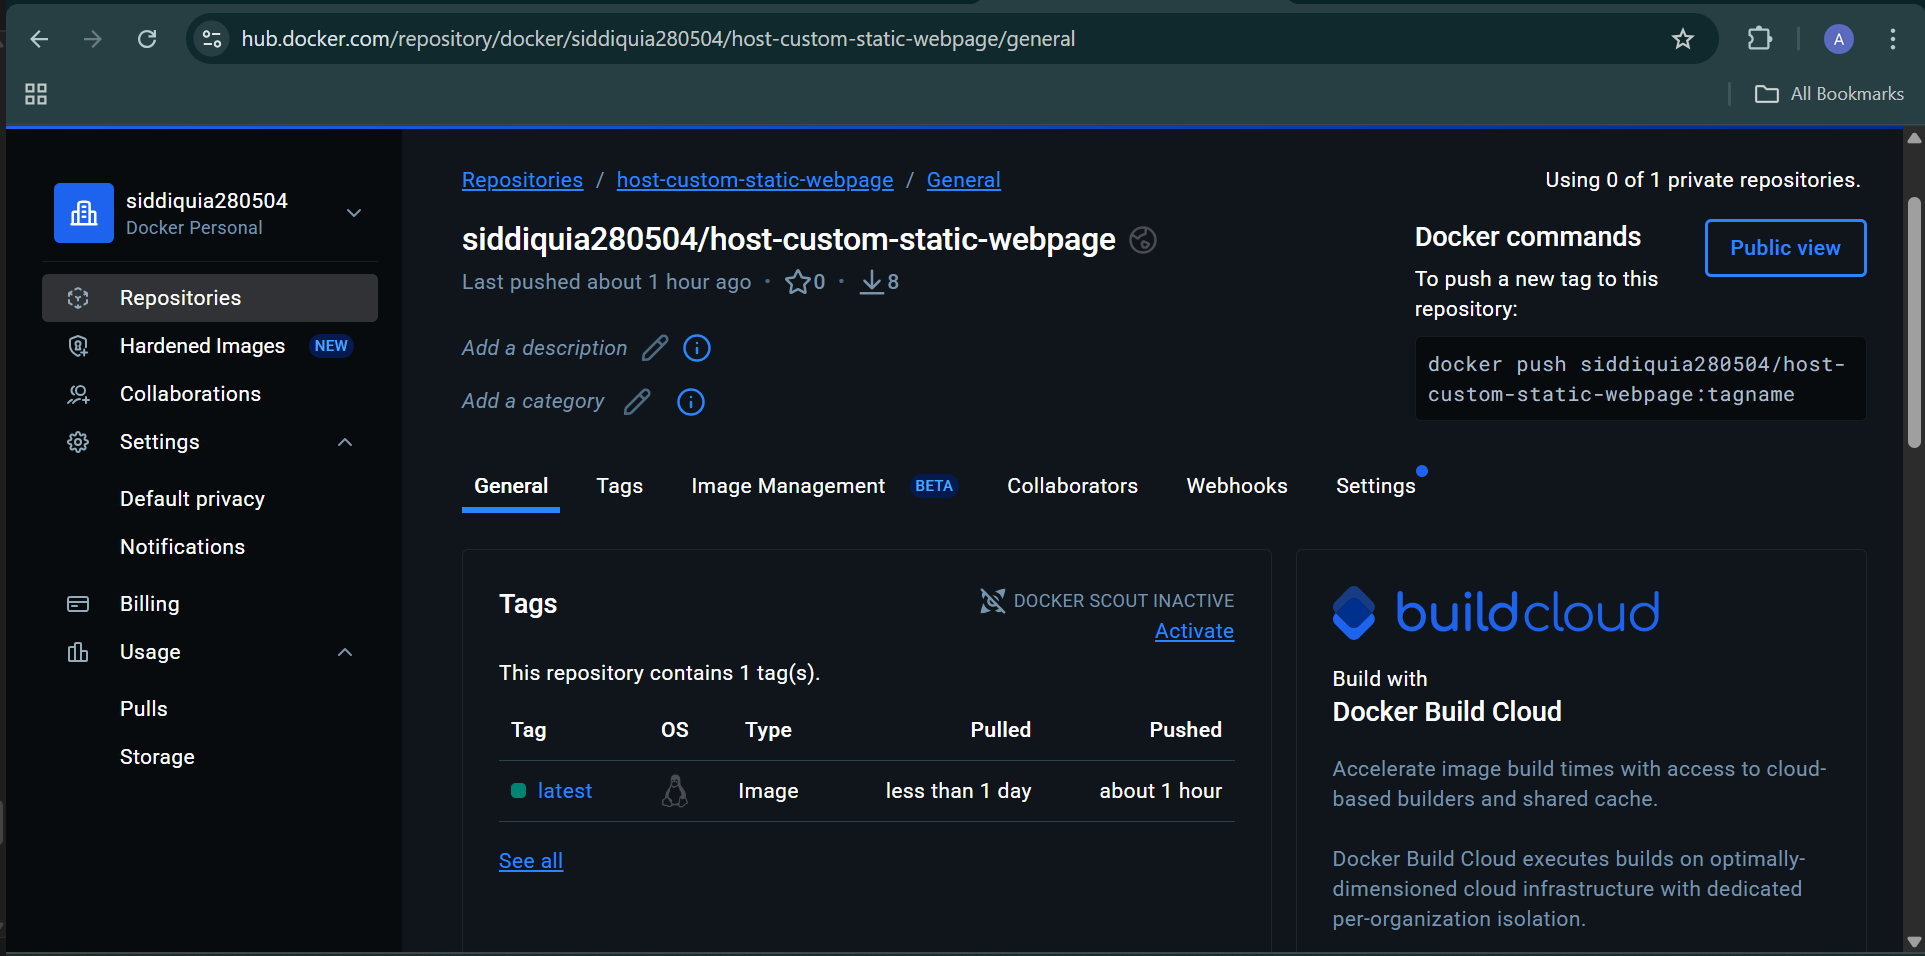 hub.docker.com/repository/docker/siddiquia280504/host-custom-static-webpage/general
A
All Bookmarks
siddiquia280504
Docker Personal
Repositories
Hardened Images NEW
Collaborations
Settings
Default privacy
Notifications
Billing
Usage
Pulls
Storage
Repositories / host-custom-static-webpage / General
Using 0 of 1 private repositories.
siddiquia280504/host-custom-static-webpage
Last pushed about 1 hour ago · 0 · 8
Add a description
Add a category
Docker commands
Public view
To push a new tag to this
repository:
docker push siddiquia280504/host-
custom-static-webpage:tagname
General Tags Image Management BETA Collaborators Webhooks Settings
Tags
DOCKER SCOUT INACTIVE
Activate
This repository contains 1 tag(s).
Tag OS Type Pulled Pushed
latest Image less than 1 day about 1 hour
See all
buildcloud
Build with
Docker Build Cloud
Accelerate image build times with access to cloud-
based builders and shared cache.
Docker Build Cloud executes builds on optimally-
dimensioned cloud infrastructure with dedicated
per-organization isolation.